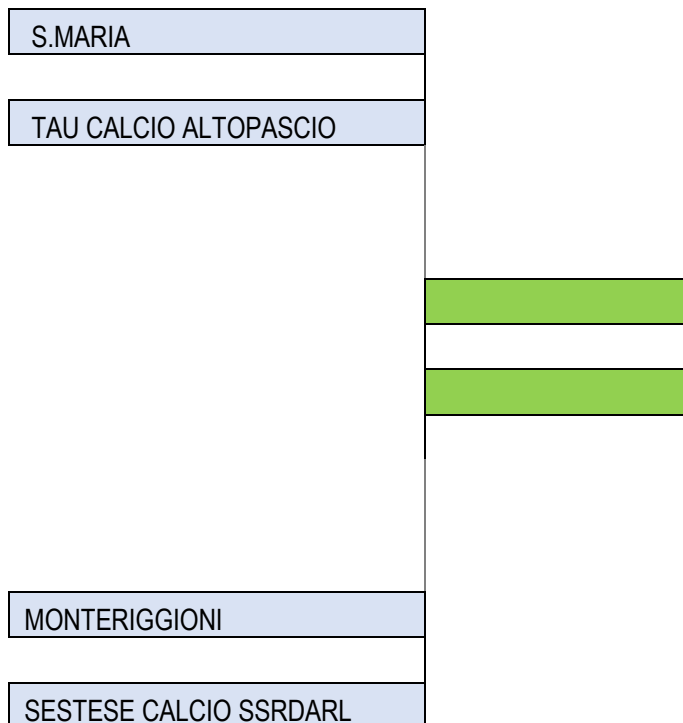 S.MARIA
TAU CALCIO ALTOPASCIO
MONTERIGGIONI
SESTESE CALCIO SSRDARL